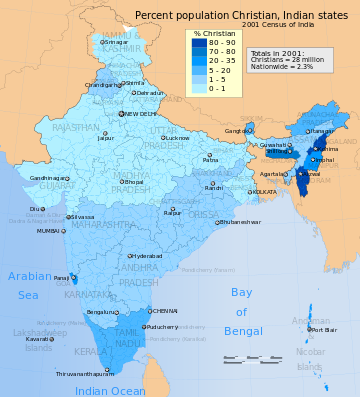 Percent population Christian, Indian states
2001 Census of India
% Christian
80 - 90
70 - 80
20 - 35
5 - 20
1 - 5
0 - 1
Totals in 2001:
Christians = 28 million
Nationwide = 2.3%
JAMMU &
KASHMIR
Srinagar
Shimla
Chandigarh
Dehradun
NEW DELHI
RAJASTHAN
Jaipur
Lucknow
PRADESH
Gangtok
Itanagar
Guwahati
Kohima
Shillong
Imphal
Patna
Agartala
Aizawl
Gandhinagar
GUJARAT
Bhopal
MADHYA
PRADESH
Ranchi
KOLKATA
Diu
Silvassa
Raipur
ORISSA
Bhubaneshwar
MUMBAI
MAHARASHTRA
Hyderabad
ANDHRA
PRADESH
Arabian
Sea
Panaji
GOA
KARNATAKA
Bay
of
Bengal
Bengaluru
CHENNAI
Puducherry
Lakshadweep
Islands
Kavaratti
TAMIL
NADU
KERALA
Andaman
&
Nicobar
Islands
Port Blair
Thiruvananthapuram
Indian Ocean